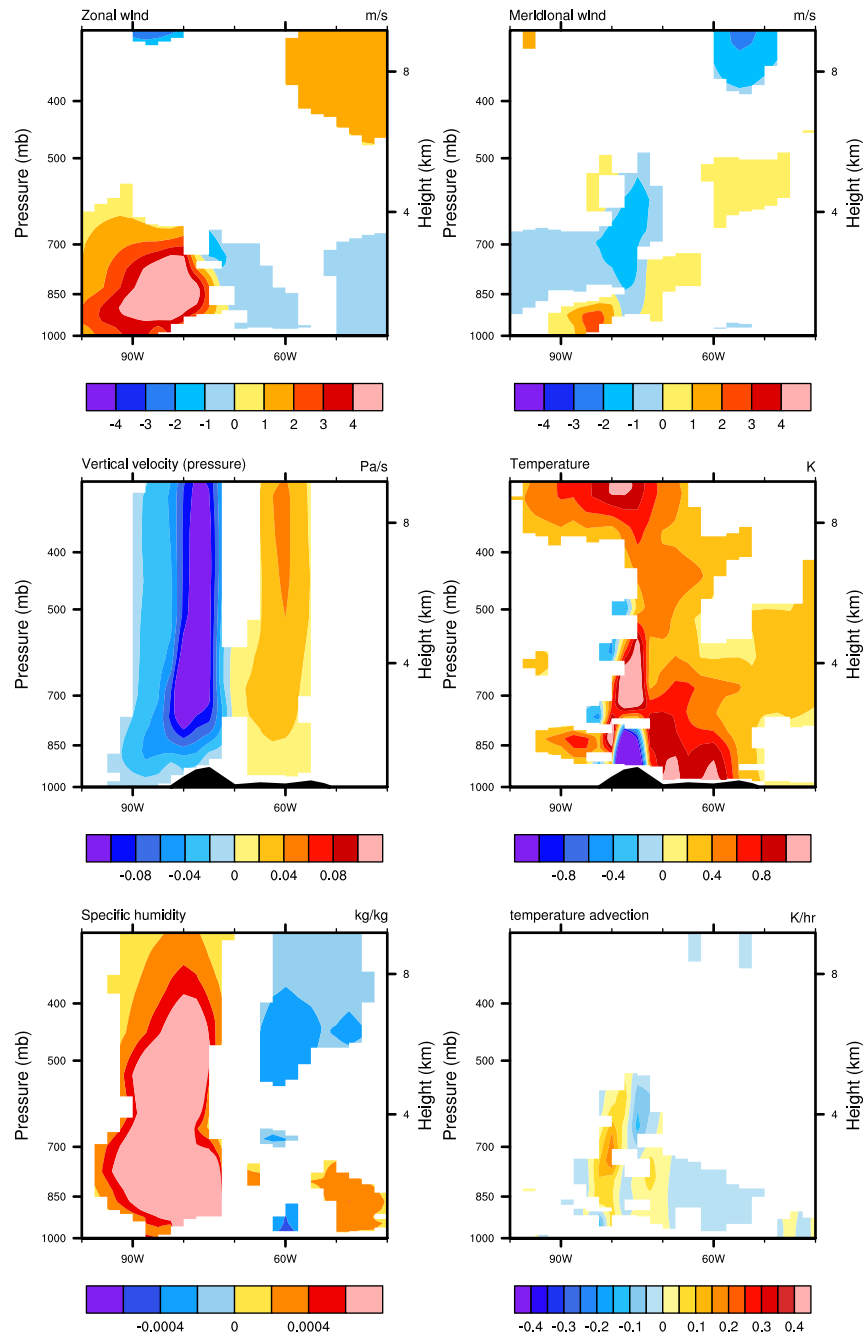 Zonal wind m/s
Pressure (mb)
400
500
700
850
1000
8
4
Height (km)
90W 60W
-4 -3 -2 -1 0 1 2 3 4
Meridional wind m/s
Pressure (mb)
400
500
700
850
1000
8
4
Height (km)
90W 60W
-4 -3 -2 -1 0 1 2 3 4
Vertical velocity (pressure) Pa/s
Pressure (mb)
400
500
700
850
1000
8
4
Height (km)
90W 60W
-0.08 -0.04 0 0.04 0.08
Temperature K
Pressure (mb)
400
500
700
850
1000
8
4
Height (km)
90W 60W
-0.8 -0.4 0 0.4 0.8
Specific humidity kg/kg
Pressure (mb)
400
500
700
850
1000
8
4
Height (km)
90W 60W
-0.0004 0 0.0004
temperature advection K/hr
Pressure (mb)
400
500
700
850
1000
8
4
Height (km)
90W 60W
-0.4 -0.3 -0.2 -0.1 0 0.1 0.2 0.3 0.4